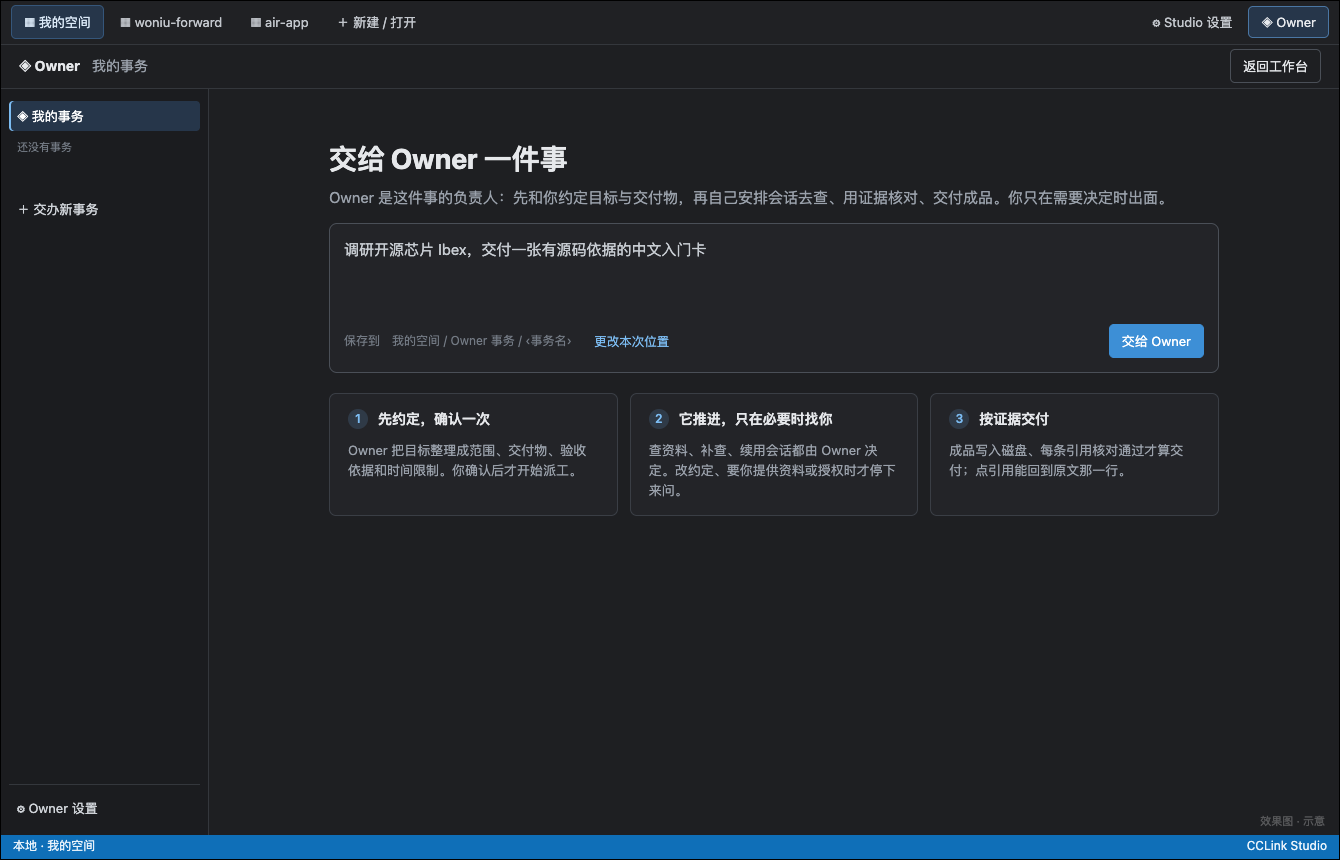 我的空间 woniu-forward air-app + 新建 / 打开 Studio 设置 Owner
Owner 我的事务 返回工作台
我的事务
还没有事务
+ 交办新事务
交给 Owner 一件事
Owner 是这件事的负责人：先和你约定目标与交付物，再自己安排会话去查、用证据核对、交付成品。你只在需要决定时出面。
调研开源芯片 Ibex，交付一张有源码依据的中文入门卡
保存到 我的空间 / Owner 事务 / ‹事务名› 更改本次位置 交给 Owner
1 先约定，确认一次
Owner 把目标整理成范围、交付物、验收
依据和时间限制。你确认后才开始派工。
2 它推进，只在必要时找你
查资料、补查、续用会话都由 Owner 决
定。改约定、要你提供资料或授权时才停下
来问。
3 按证据交付
成品写入磁盘、每条引用核对通过才算交
付；点引用能回到原文那一行。
Owner 设置
效果图 · 示意
本地 · 我的空间 CCLink Studio